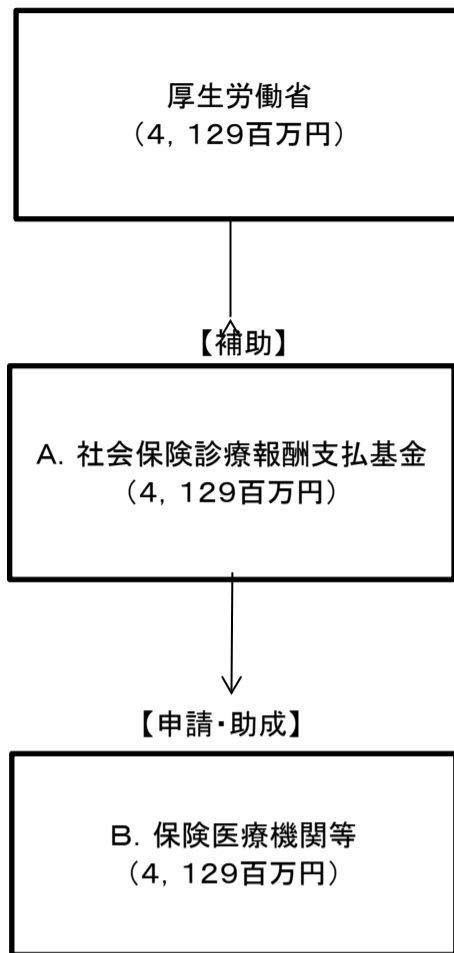 厚生労働省
（４，１２９百万円）
【補助】
Ａ．社会保険診療報酬支払基金
（４，１２９百万円）
【申請・助成】
Ｂ．保険医療機関等
（４，１２９百万円）